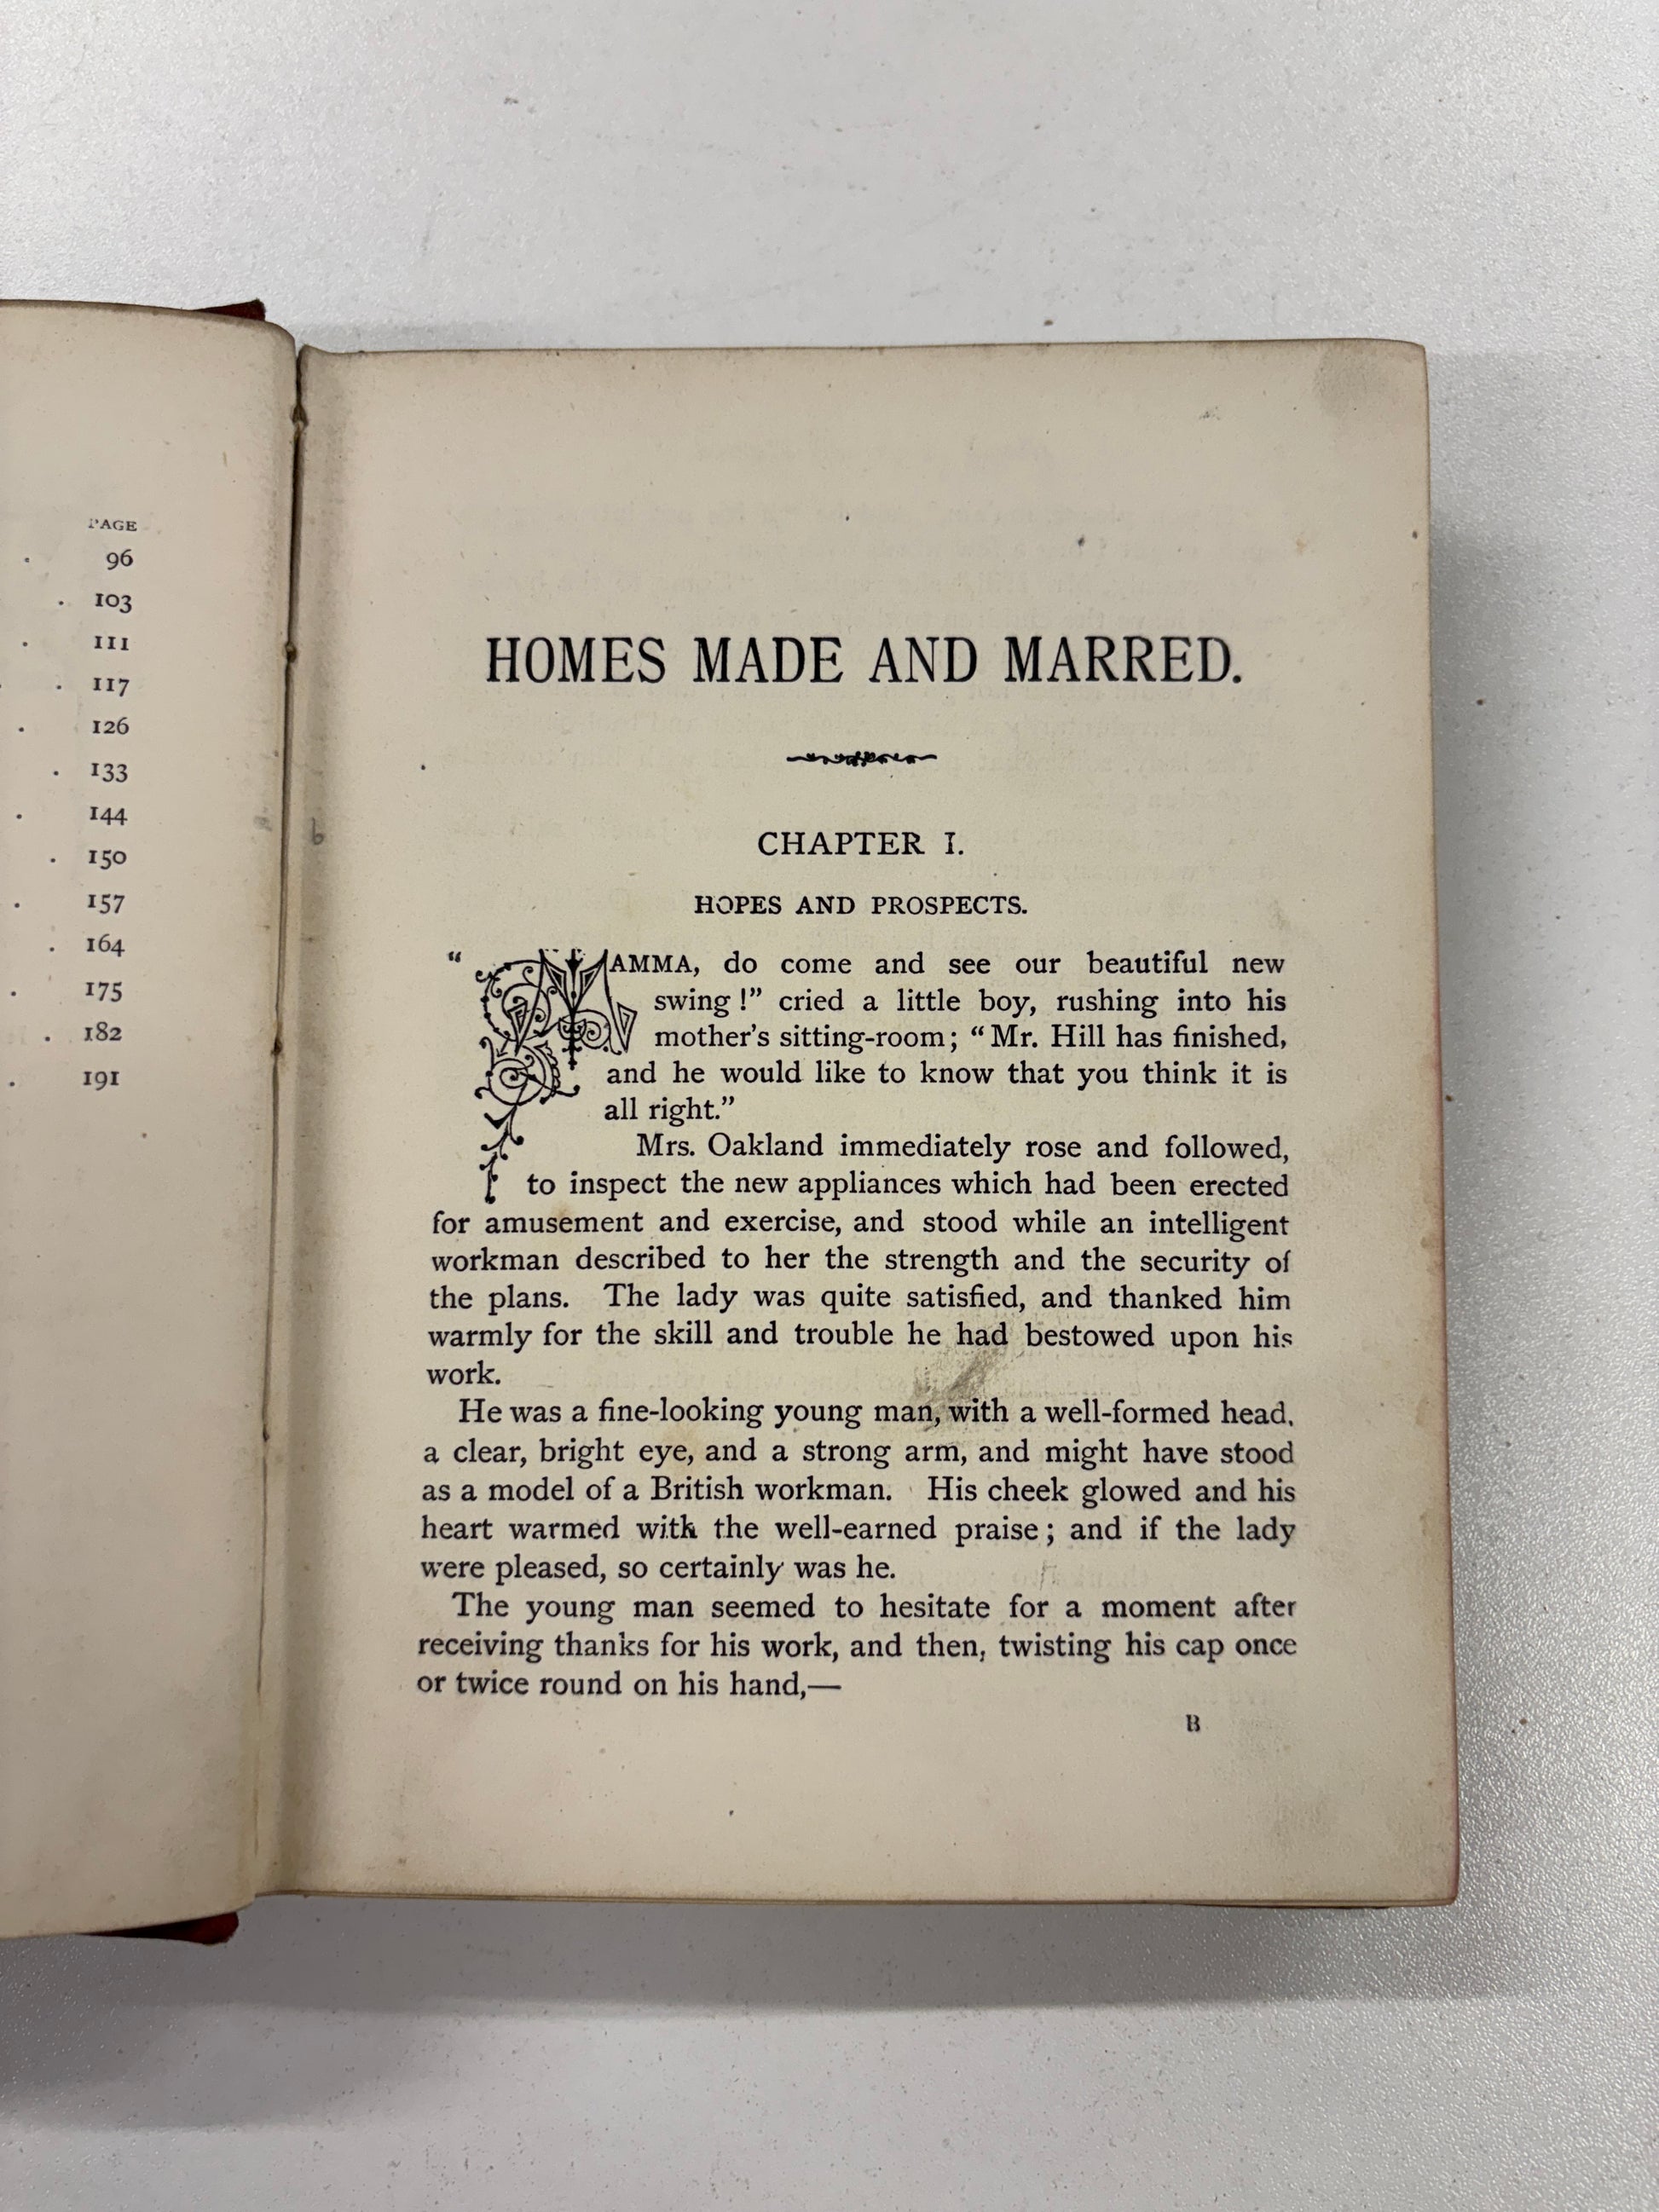 PAGE
. 96
. 103
. 111
. . 117
. 126
. 133
. 144
. 150
. 157
. 164
. 175
. 182
. 191
HOMES MADE AND MARRED.
CHAPTER I.
HOPES AND PROSPECTS.
“MAMMA, do come and see our beautiful new
swing!” cried a little boy, rushing into his
mother’s sitting-room; “Mr. Hill has finished,
and he would like to know that you think it is
all right.”
Mrs. Oakland immediately rose and followed,
to inspect the new appliances which had been erected
for amusement and exercise, and stood while an intelligent
workman described to her the strength and the security of
the plans. The lady was quite satisfied, and thanked him
warmly for the skill and trouble he had bestowed upon his
work.
He was a fine-looking young man, with a well-formed head,
a clear, bright eye, and a strong arm, and might have stood
as a model of a British workman. His cheek glowed and his
heart warmed with the well-earned praise; and if the lady
were pleased, so certainly was he.
The young man seemed to hesitate for a moment after
receiving thanks for his work, and then, twisting his cap once
or twice round on his hand,—
B